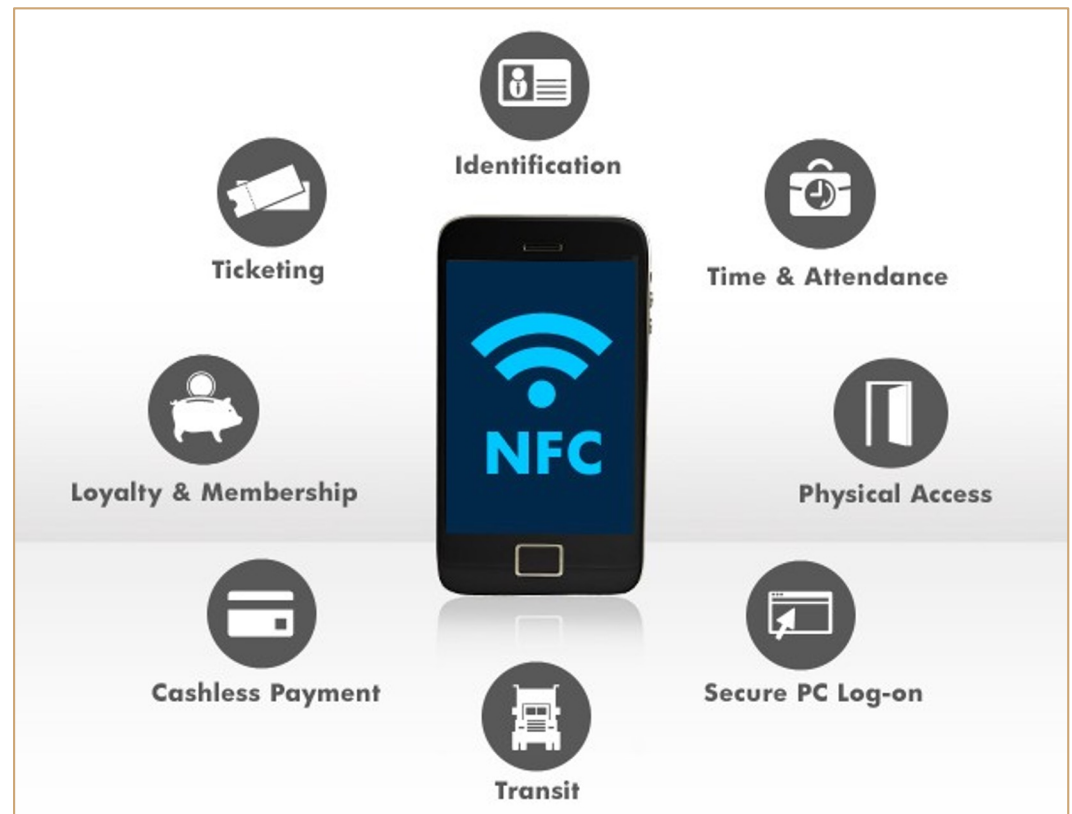 Identification
Ticketing
Time & Attendance
NFC
Loyalty & Membership
Physical Access
Cashless Payment
Secure PC Log-on
Transit